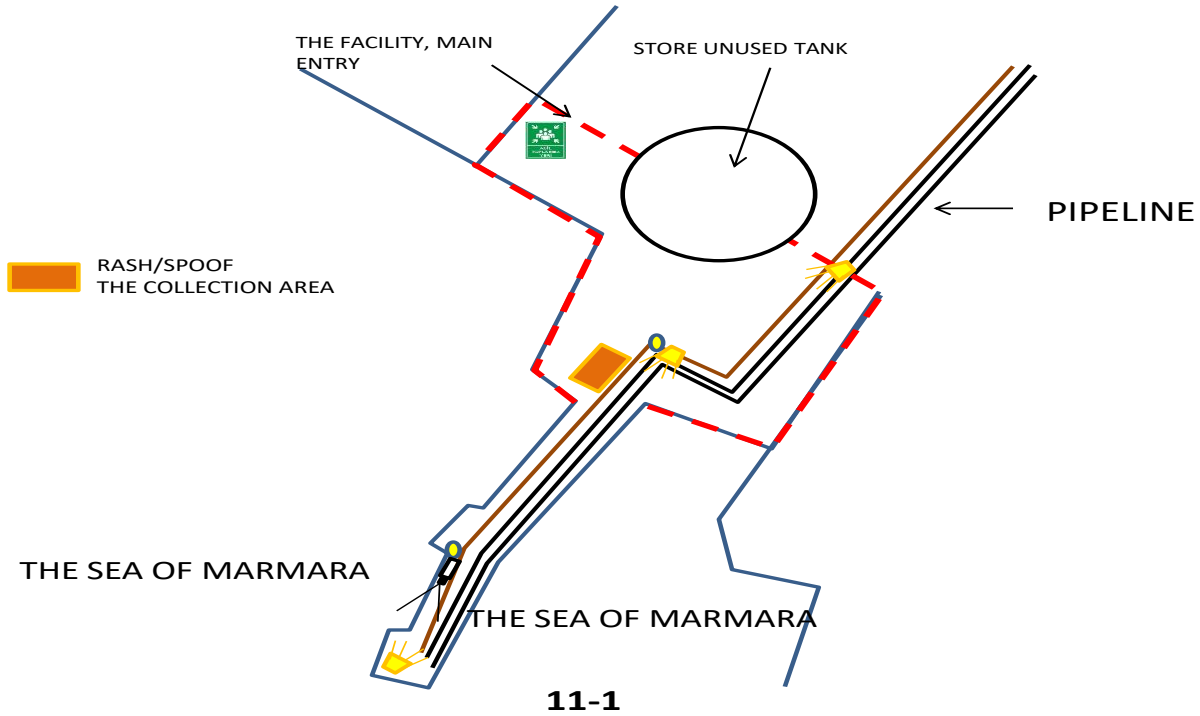 THE FACILITY, MAIN
ENTRY
STORE UNUSED TANK
PIPELINE
RASH/SPOOF
THE COLLECTION AREA
THE SEA OF MARMARA
THE SEA OF MARMARA
11-1